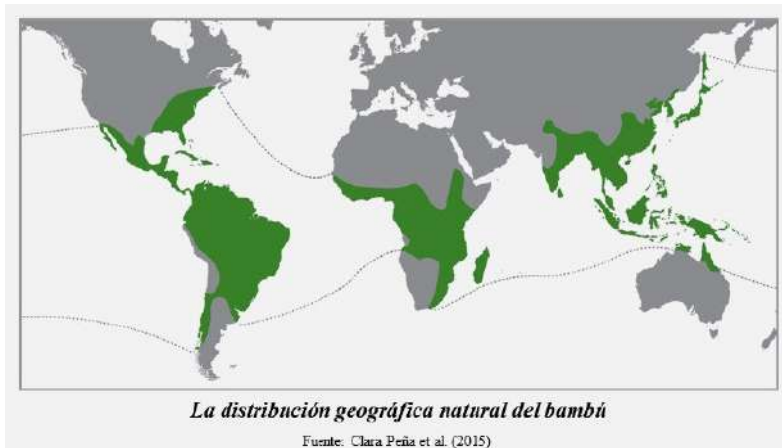 La distribución geográfica natural del bambú
Fuente: Clara Peña et al. (2015)